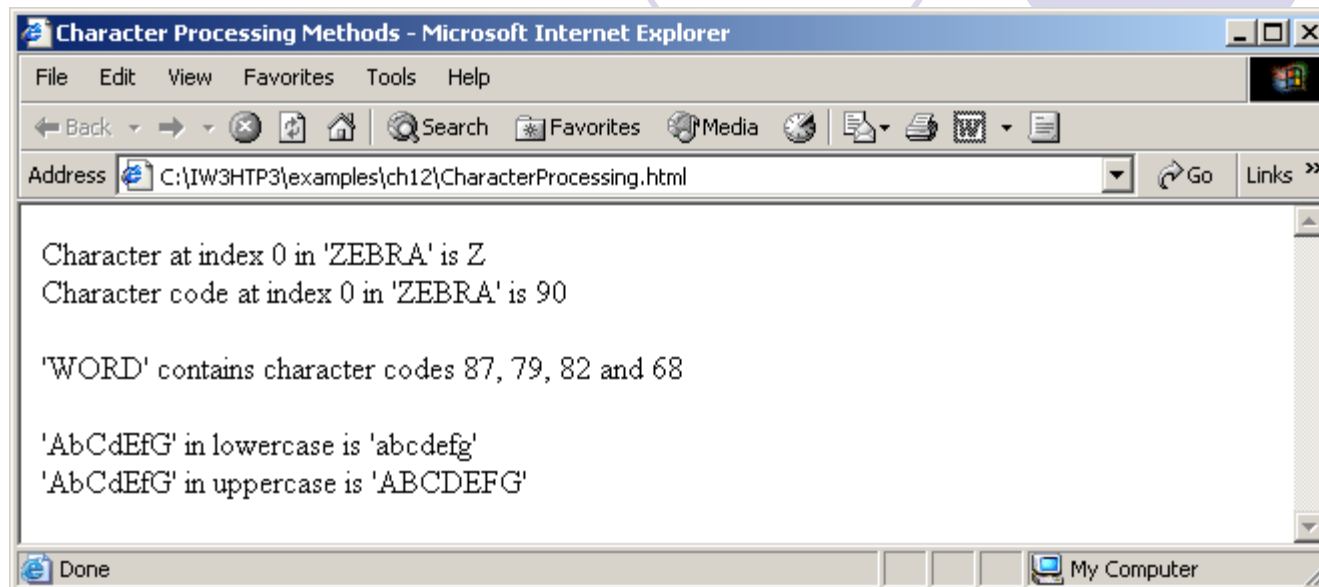 Character Processing Methods - Microsoft Internet Explorer
File Edit View Favorites Tools Help
Back Search Favorites Media W
Address C:\IW3HTP3\examples\ch12\CharacterProcessing.html Go Links »
Character at index 0 in 'ZEBRA' is Z
Character code at index 0 in 'ZEBRA' is 90
'WORD' contains character codes 87, 79, 82 and 68
'AbCdEfG' in lowercase is 'abcdefg'
'AbCdEfG' in uppercase is 'ABCDEFG'
Done My Computer